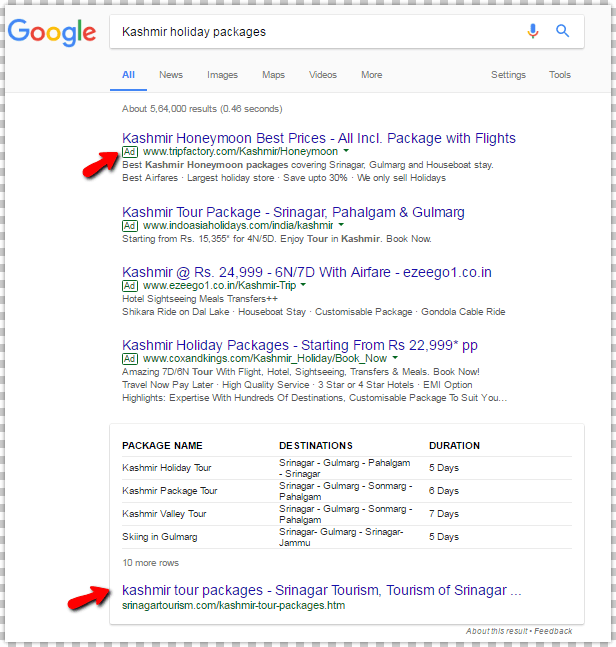 Google
Kashmir holiday packages
All News Images Maps Videos More Settings Tools
About 5,64,000 results (0.46 seconds)
Kashmir Honeymoon Best Prices - All Incl. Package with Flights
Ad www.tripfactory.com/Kashmir/Honeymoon
Best Kashmir Honeymoon packages covering Srinagar, Gulmarg and Houseboat stay.
Best Airfares · Largest holiday store · Save upto 30% · We only sell Holidays
Kashmir Tour Package - Srinagar, Pahalgam & Gulmarg
Ad www.indoasiaholidays.com/india/kashmir
Starting from Rs. 15,355* for 4N/5D. Enjoy Tour in Kashmir. Book Now.
Kashmir @ Rs. 24,999 - 6N/7D With Airfare - ezeego1.co.in
Ad www.ezeego1.co.in/Kashmir-Trip
Hotel Sightseeing Meals Transfers++
Shikara Ride on Dal Lake · Houseboat Stay · Customisable Package · Gondola Cable Ride
Kashmir Holiday Packages - Starting From Rs 22,999* pp
Ad www.coxandkings.com/Kashmir_Holiday/Book_Now
Amazing 7D/6N Tour With Flight, Hotel, Sightseeing, Transfers & Meals. Book Now!
Travel Now Pay Later · High Quality Service · 3 Star or 4 Star Hotels · EMI Option
Highlights: Expertise With Hundreds Of Destinations, Customisable Package To Suit You…
PACKAGE NAME DESTINATIONS DURATION
Kashmir Holiday Tour Srinagar - Gulmarg - Pahalgam - Srinagar 5 Days
Kashmir Package Tour Srinagar - Gulmarg - Sonmarg - Pahalgam 6 Days
Kashmir Valley Tour Srinagar - Gulmarg - Sonmarg - Pahalgam 7 Days
Skiing in Gulmarg Srinagar- Gulmarg - Srinagar- Jammu 5 Days
10 more rows
kashmir tour packages - Srinagar Tourism, Tourism of Srinagar ...
srinagartourism.com/kashmir-tour-packages.htm
About this result • Feedback